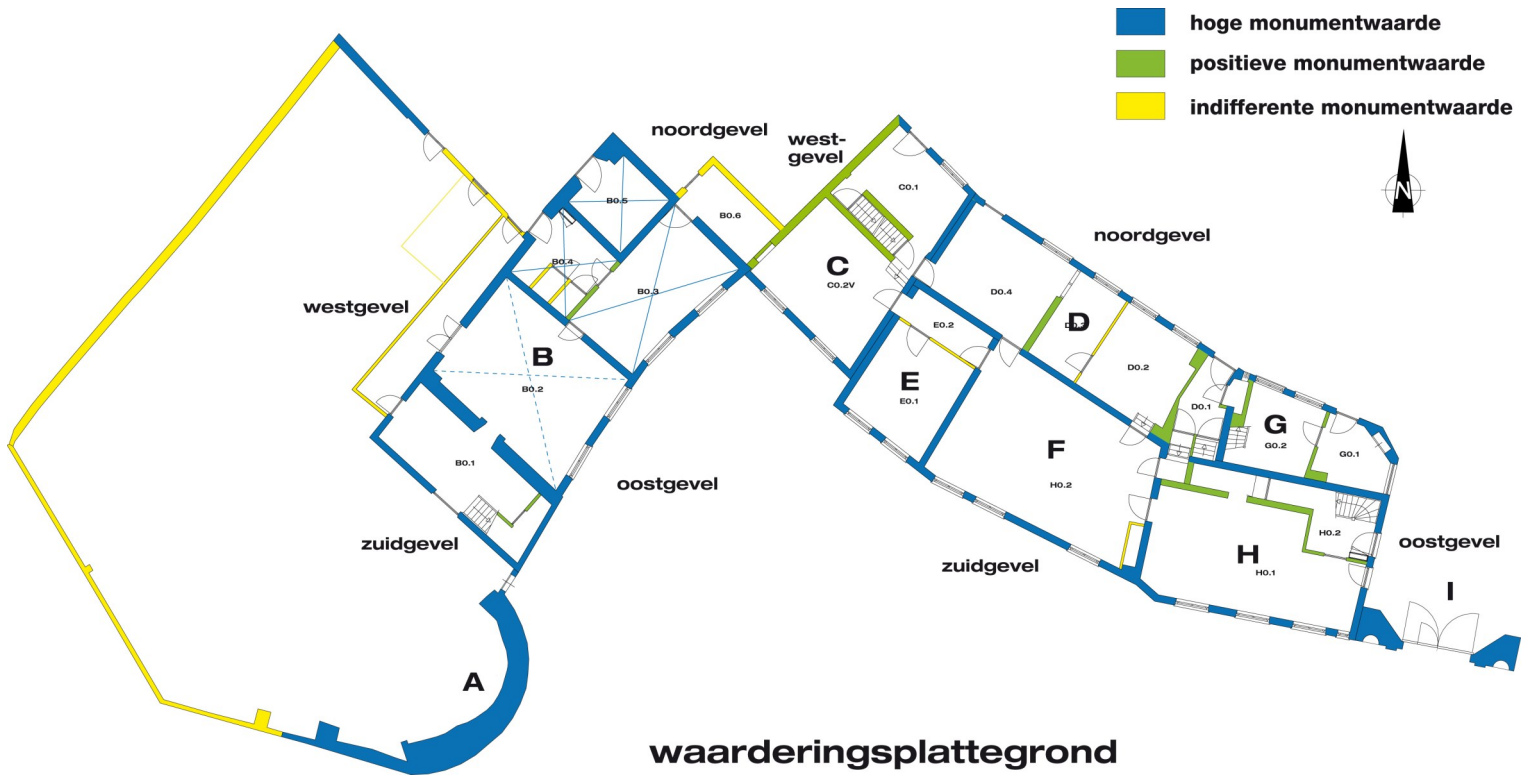 hoge monumentwaarde
positieve monumentwaarde
indifferente monumentwaarde
N
noordgevel
west-
gevel
C0.1
B0.5
B0.6
noordgevel
B0.4
C
C0.2V
B0.3
D0.4
westgevel
D
E0.2
B
D0.2
B0.2
E
E0.1
D0.1
G
G0.2
G0.1
F
B0.1
oostgevel
H0.2
zuidgevel
H0.2
oostgevel
H
H0.1
zuidgevel
I
A
waarderingsplattegrond